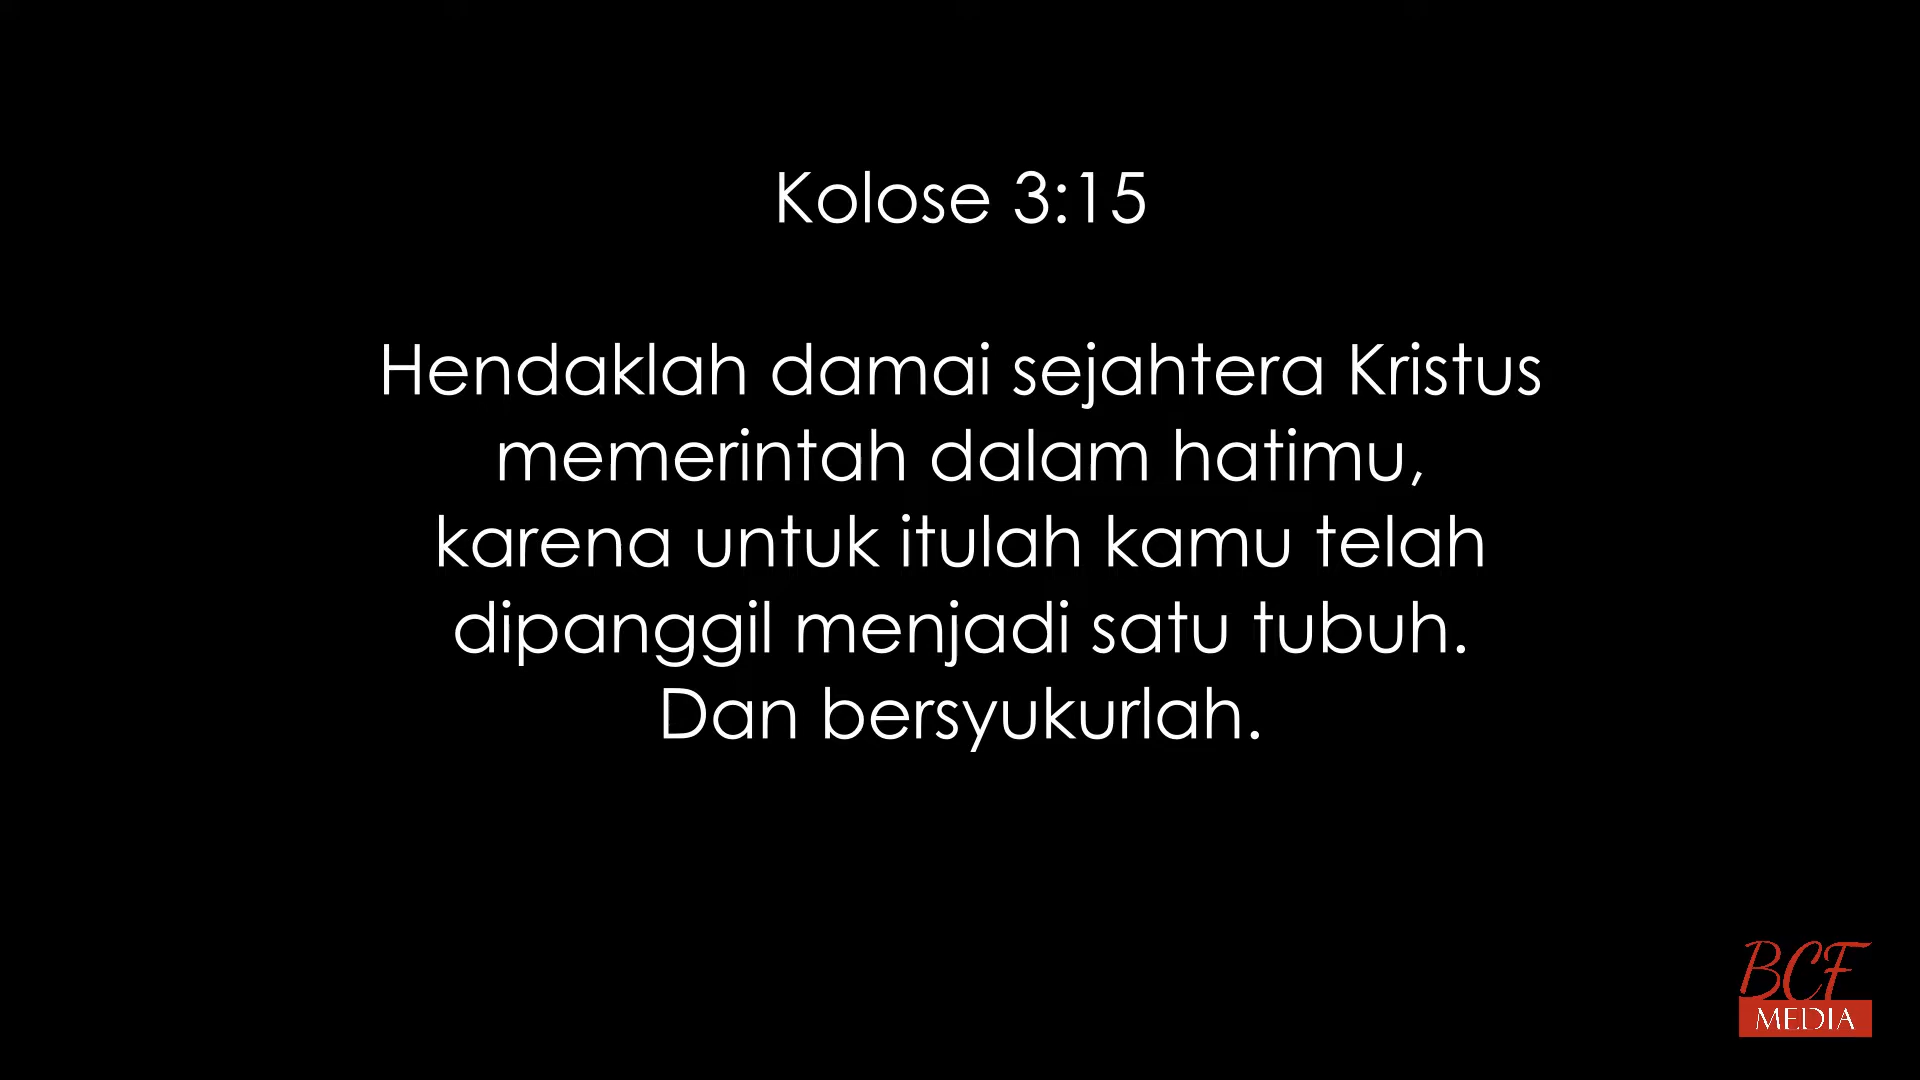 Kolose 3:15
Hendaklah damai sejahtera Kristus
memerintah dalam hatimu,
karena untuk itulah kamu telah
dipanggil menjadi satu tubuh.
Dan bersyukurlah.
BCF
MEDIA